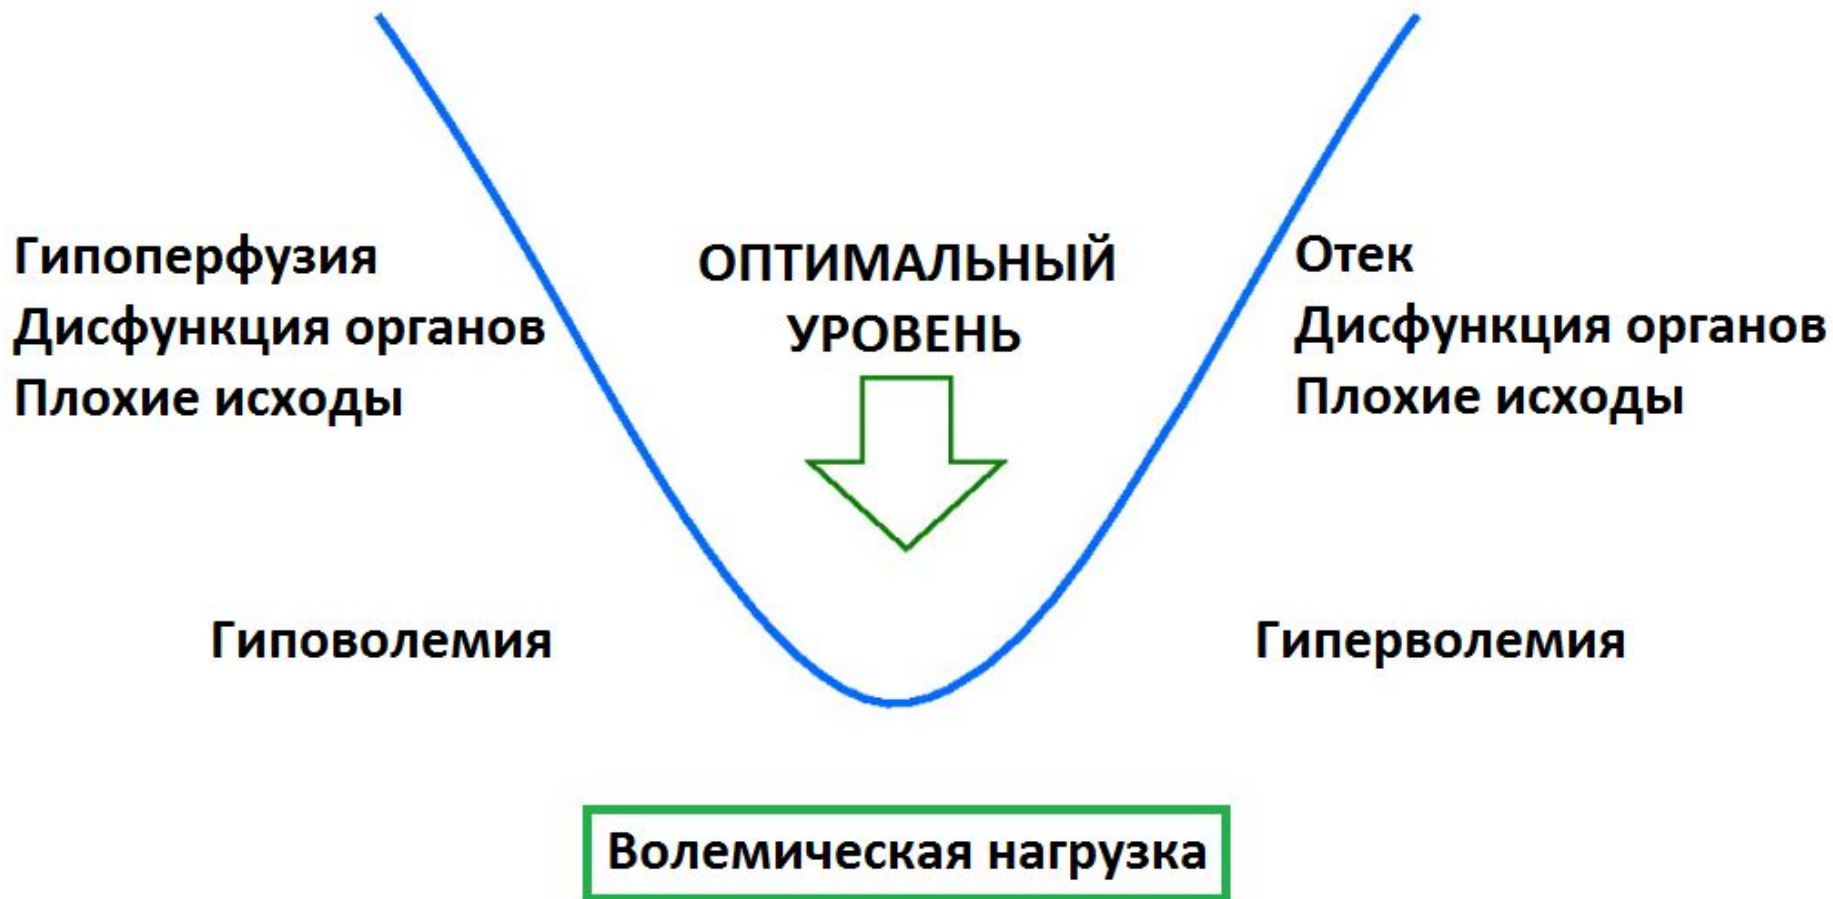 Гипоперфузия
Дисфункция органов
Плохие исходы
ОПТИМАЛЬНЫЙ
УРОВЕНЬ
Отек
Дисфункция органов
Плохие исходы
Гиповолемия
Гиперволемия
Волемическая нагрузка